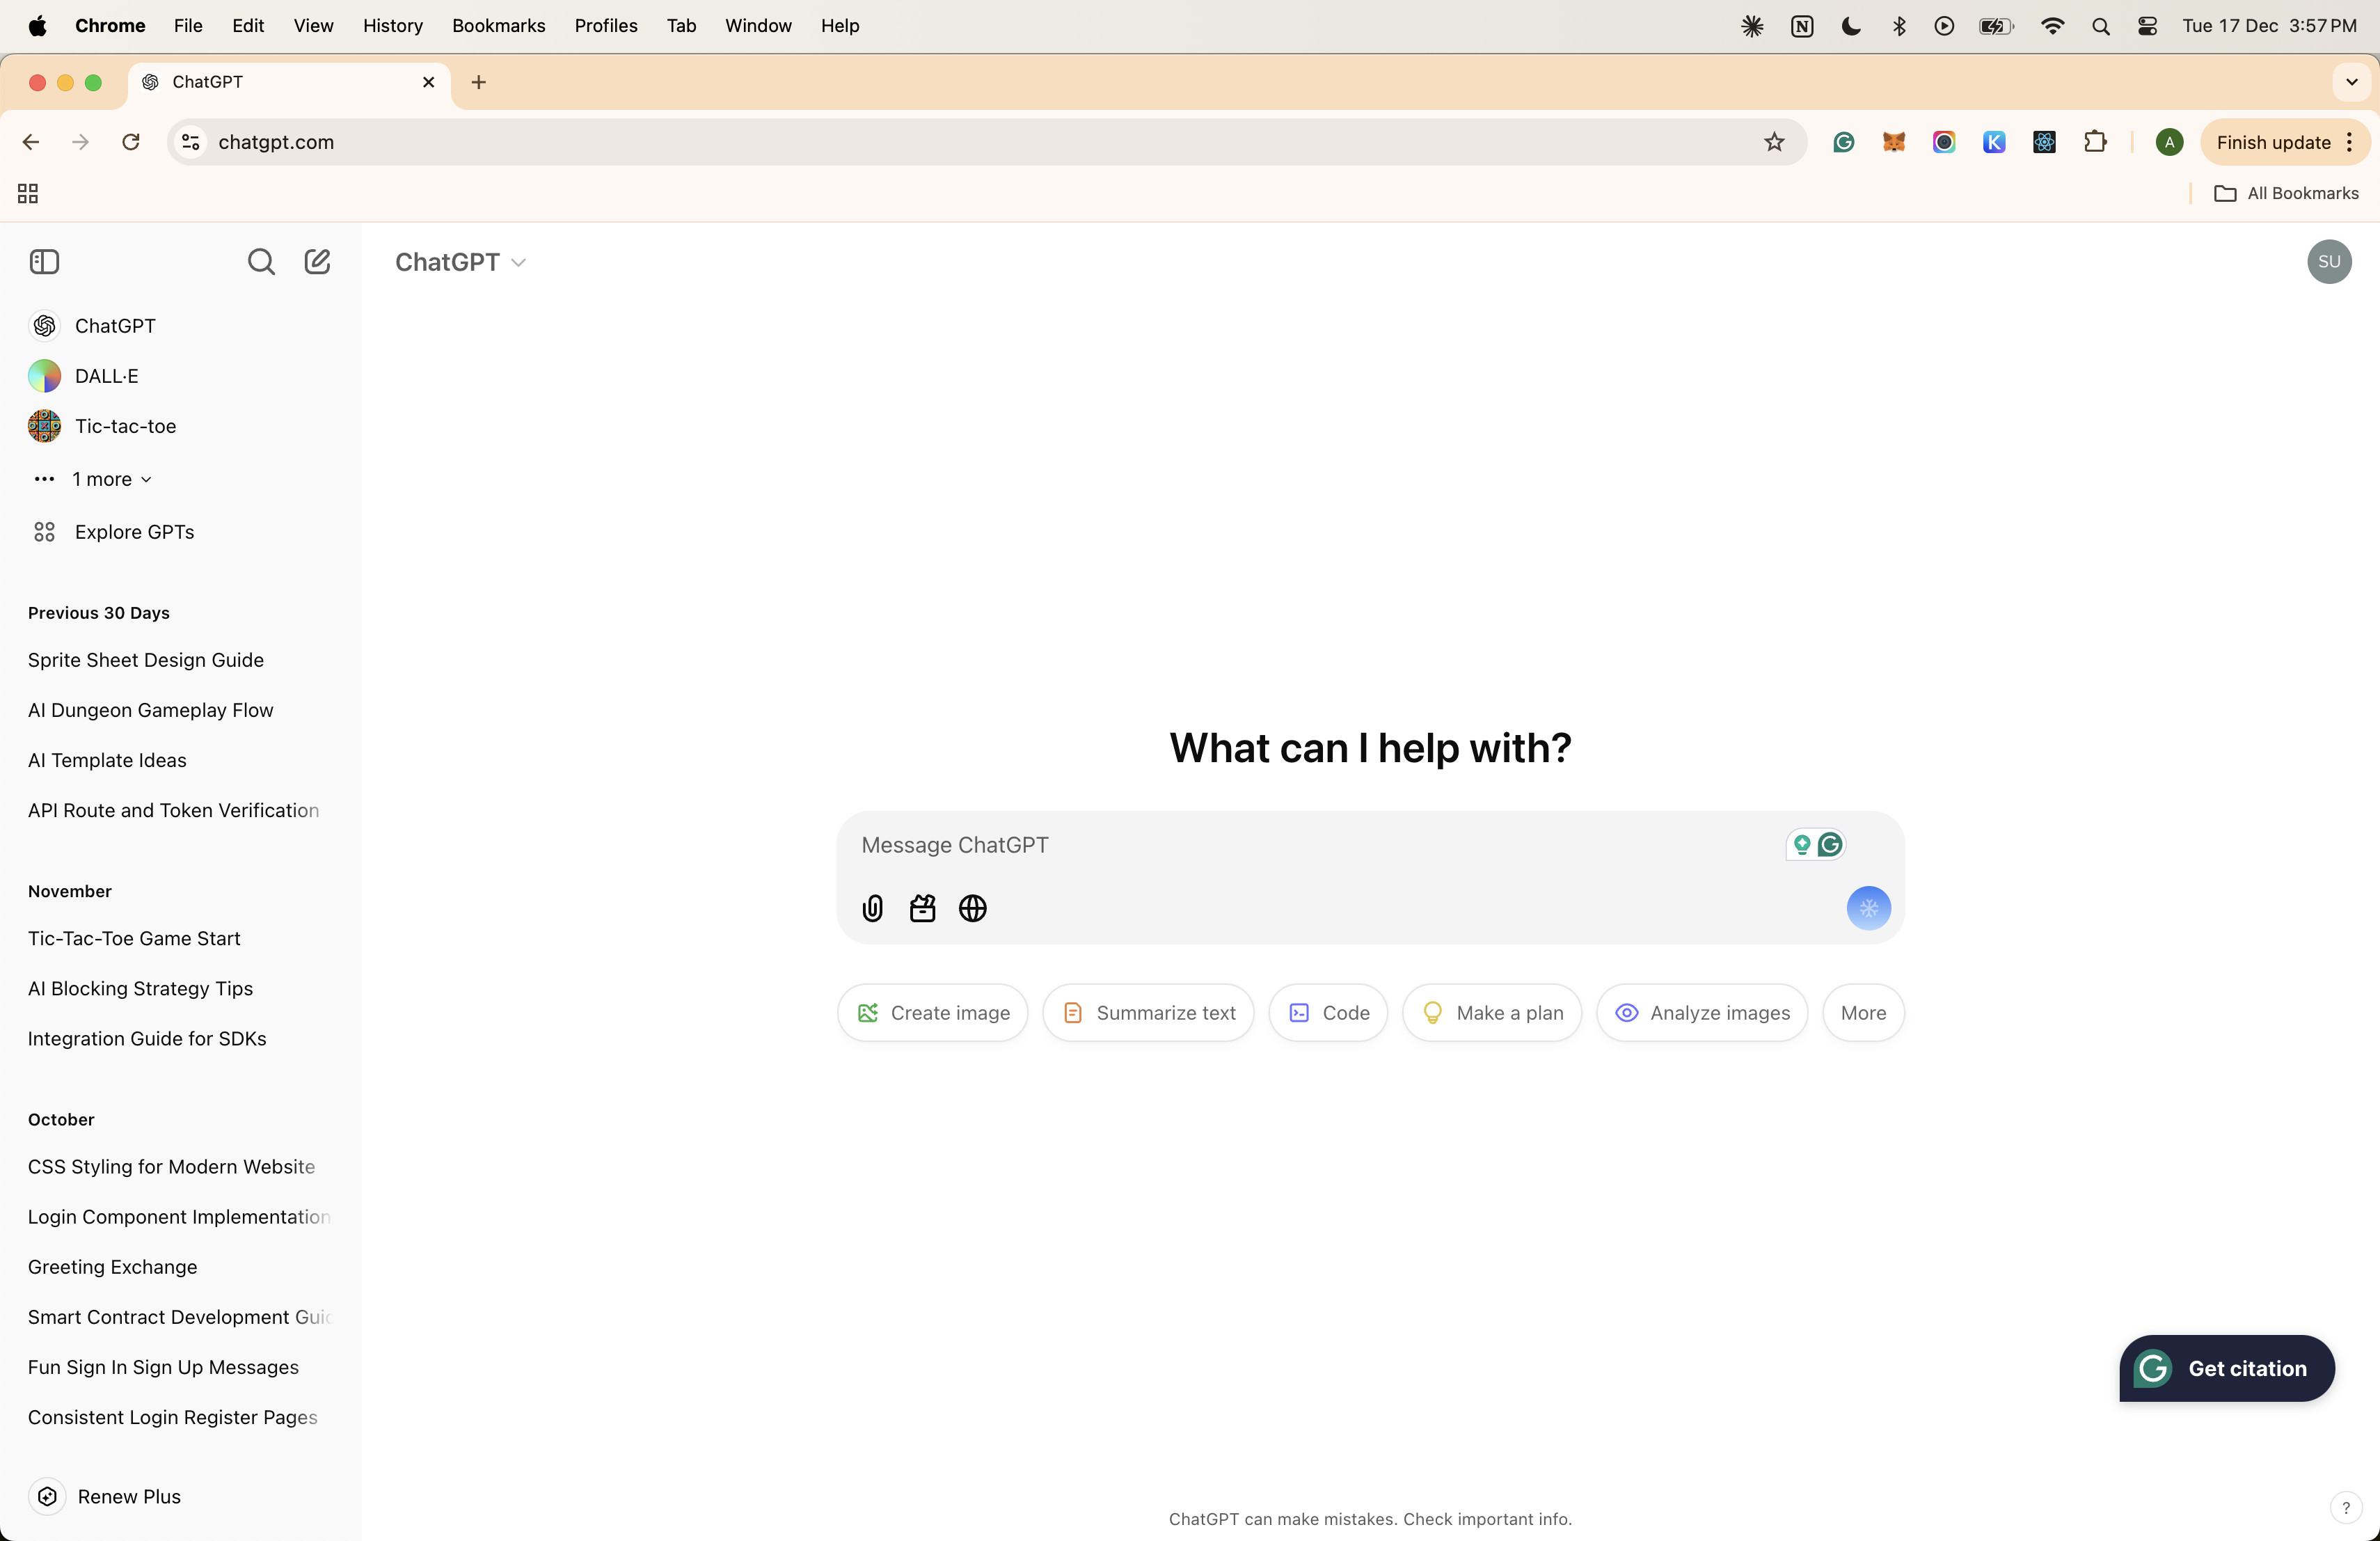 Chrome File Edit View History Bookmarks Profiles Tab Window Help Tue 17 Dec 3:57 PM
ChatGPT
chatgpt.com
A
Finish update
All Bookmarks
ChatGPT
SU
ChatGPT
DALL·E
Tic-tac-toe
1 more
Explore GPTs
Previous 30 Days
Sprite Sheet Design Guide
AI Dungeon Gameplay Flow
AI Template Ideas
API Route and Token Verification
November
Tic-Tac-Toe Game Start
AI Blocking Strategy Tips
Integration Guide for SDKs
October
CSS Styling for Modern Website
Login Component Implementation
Greeting Exchange
Smart Contract Development Guid
Fun Sign In Sign Up Messages
Consistent Login Register Pages
Renew Plus
What can I help with?
Message ChatGPT
Create image
Summarize text
Code
Make a plan
Analyze images
More
Get citation
ChatGPT can make mistakes. Check important info.
?